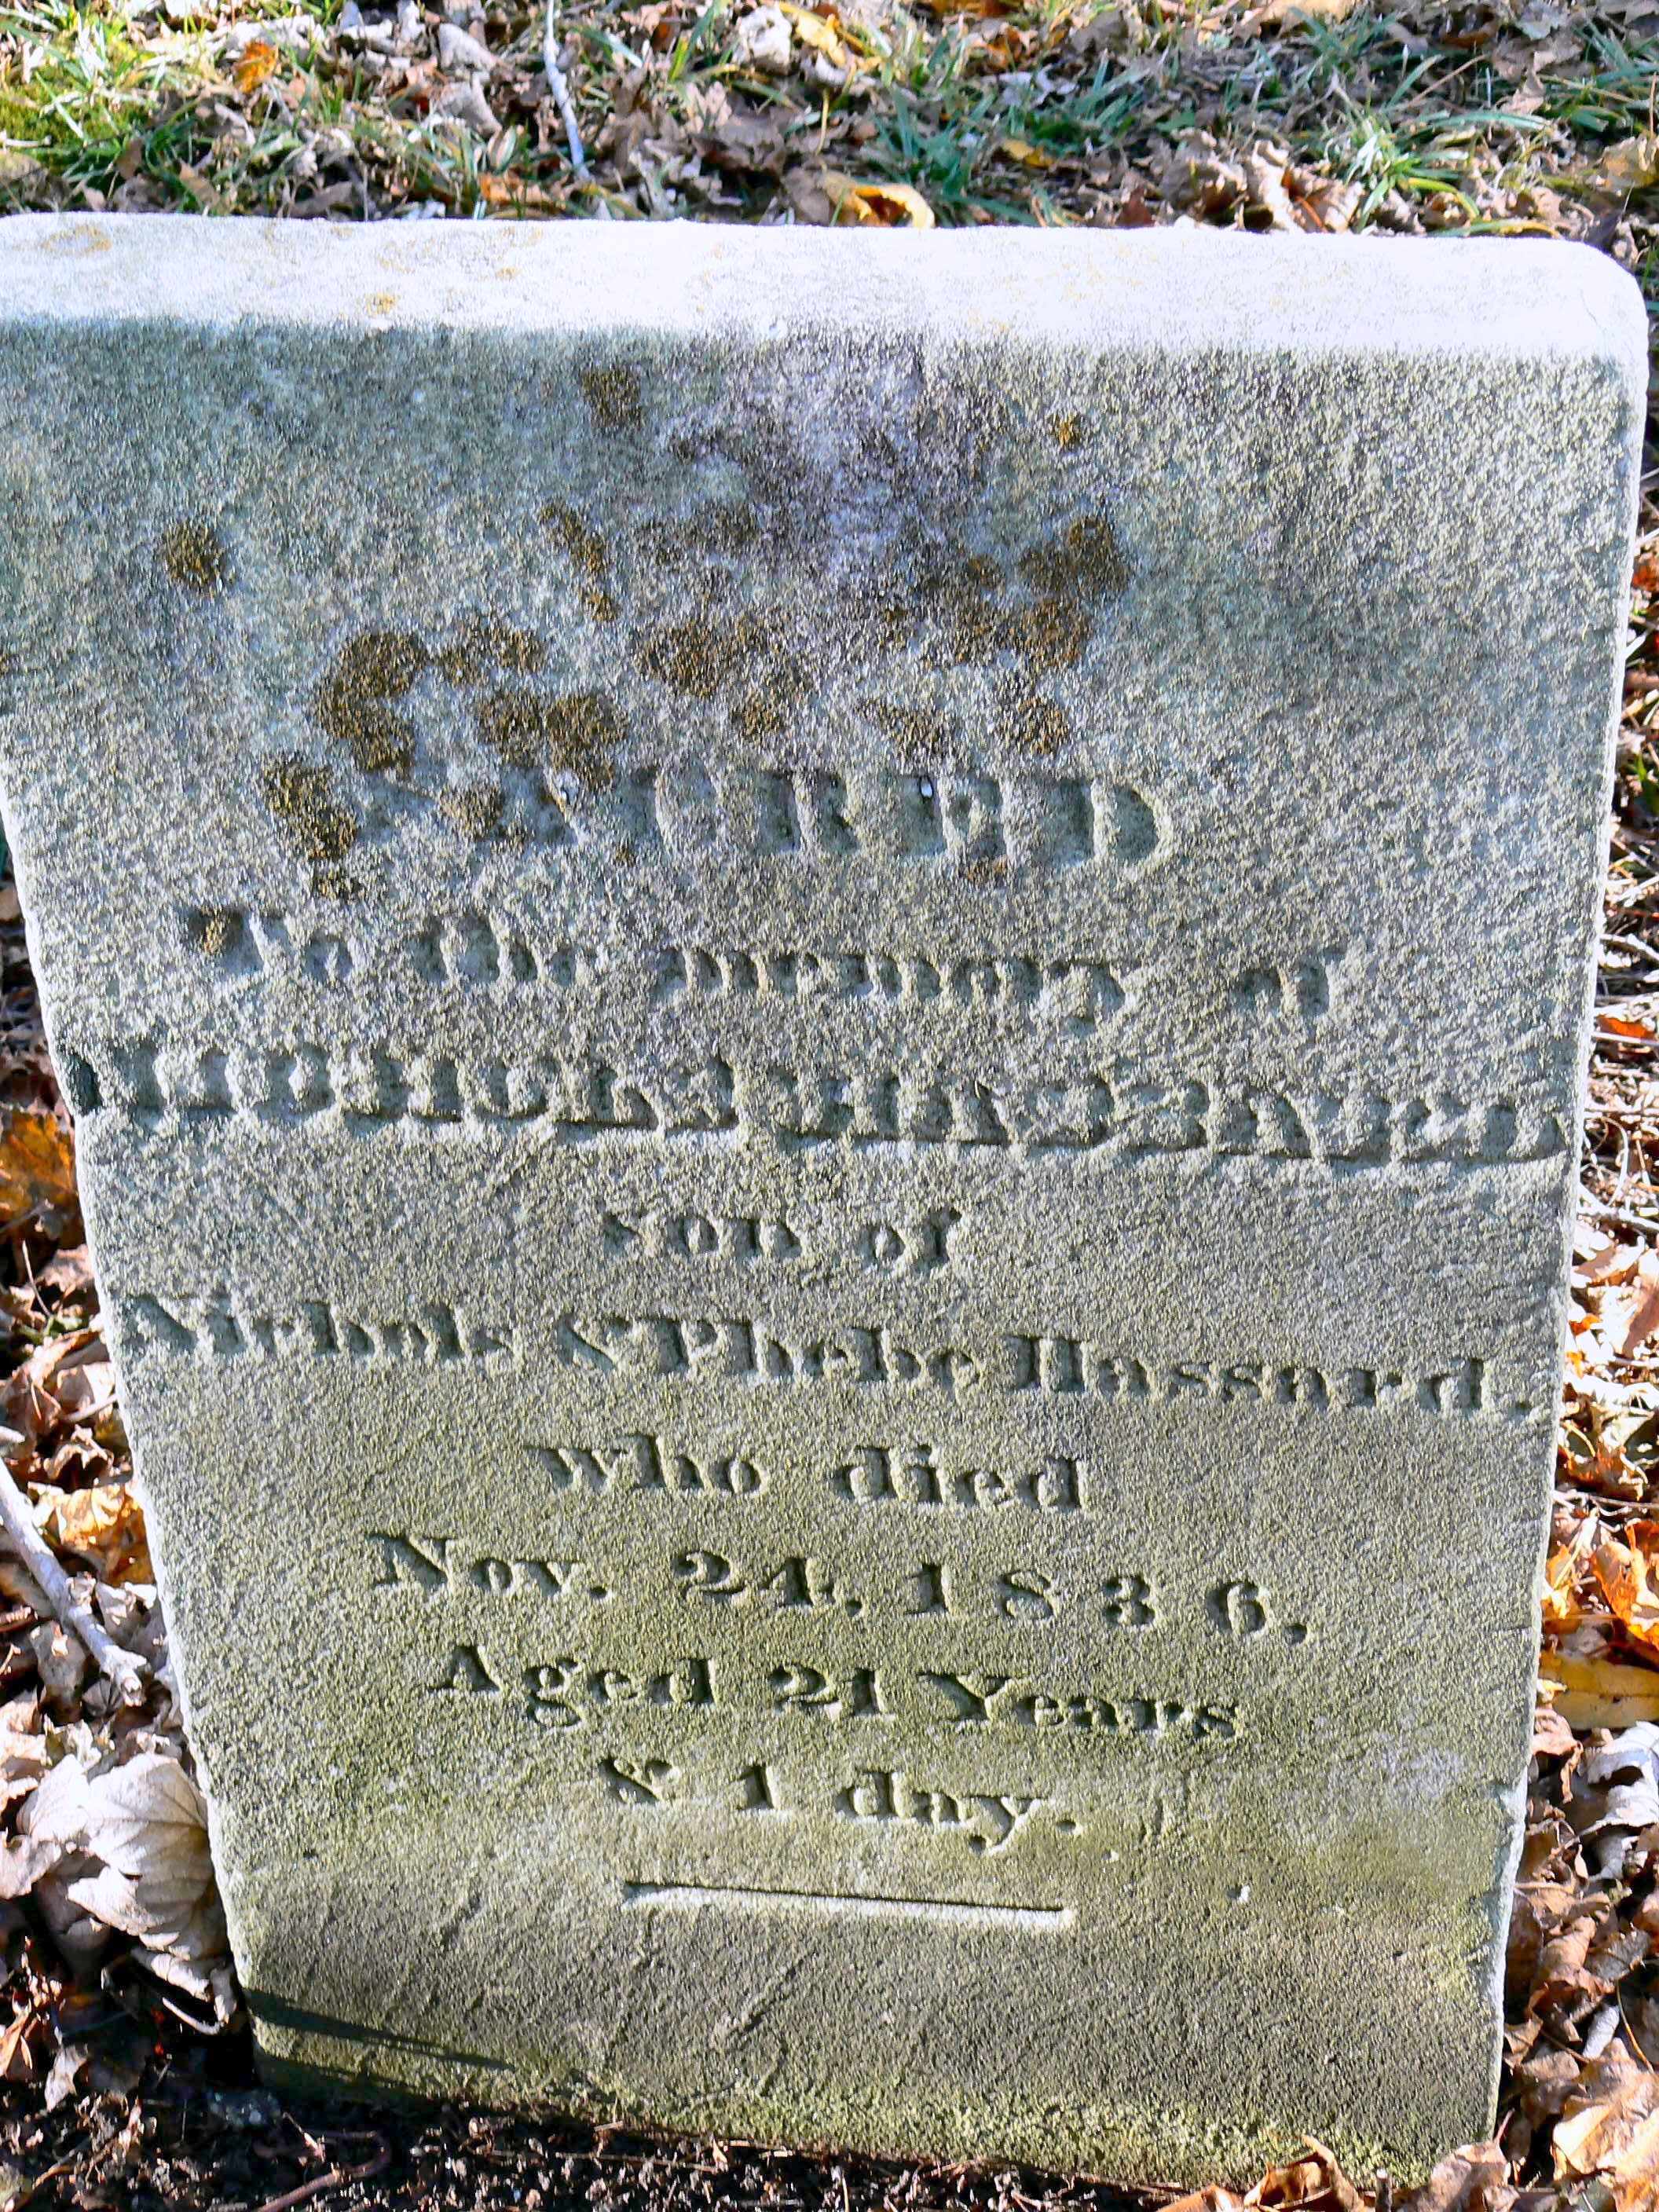 SACRED
To the memory of
son of
Nichols & Phebe Hassard,
who died
Nov. 24, 1836.
Aged 21 Years
& 1 day.